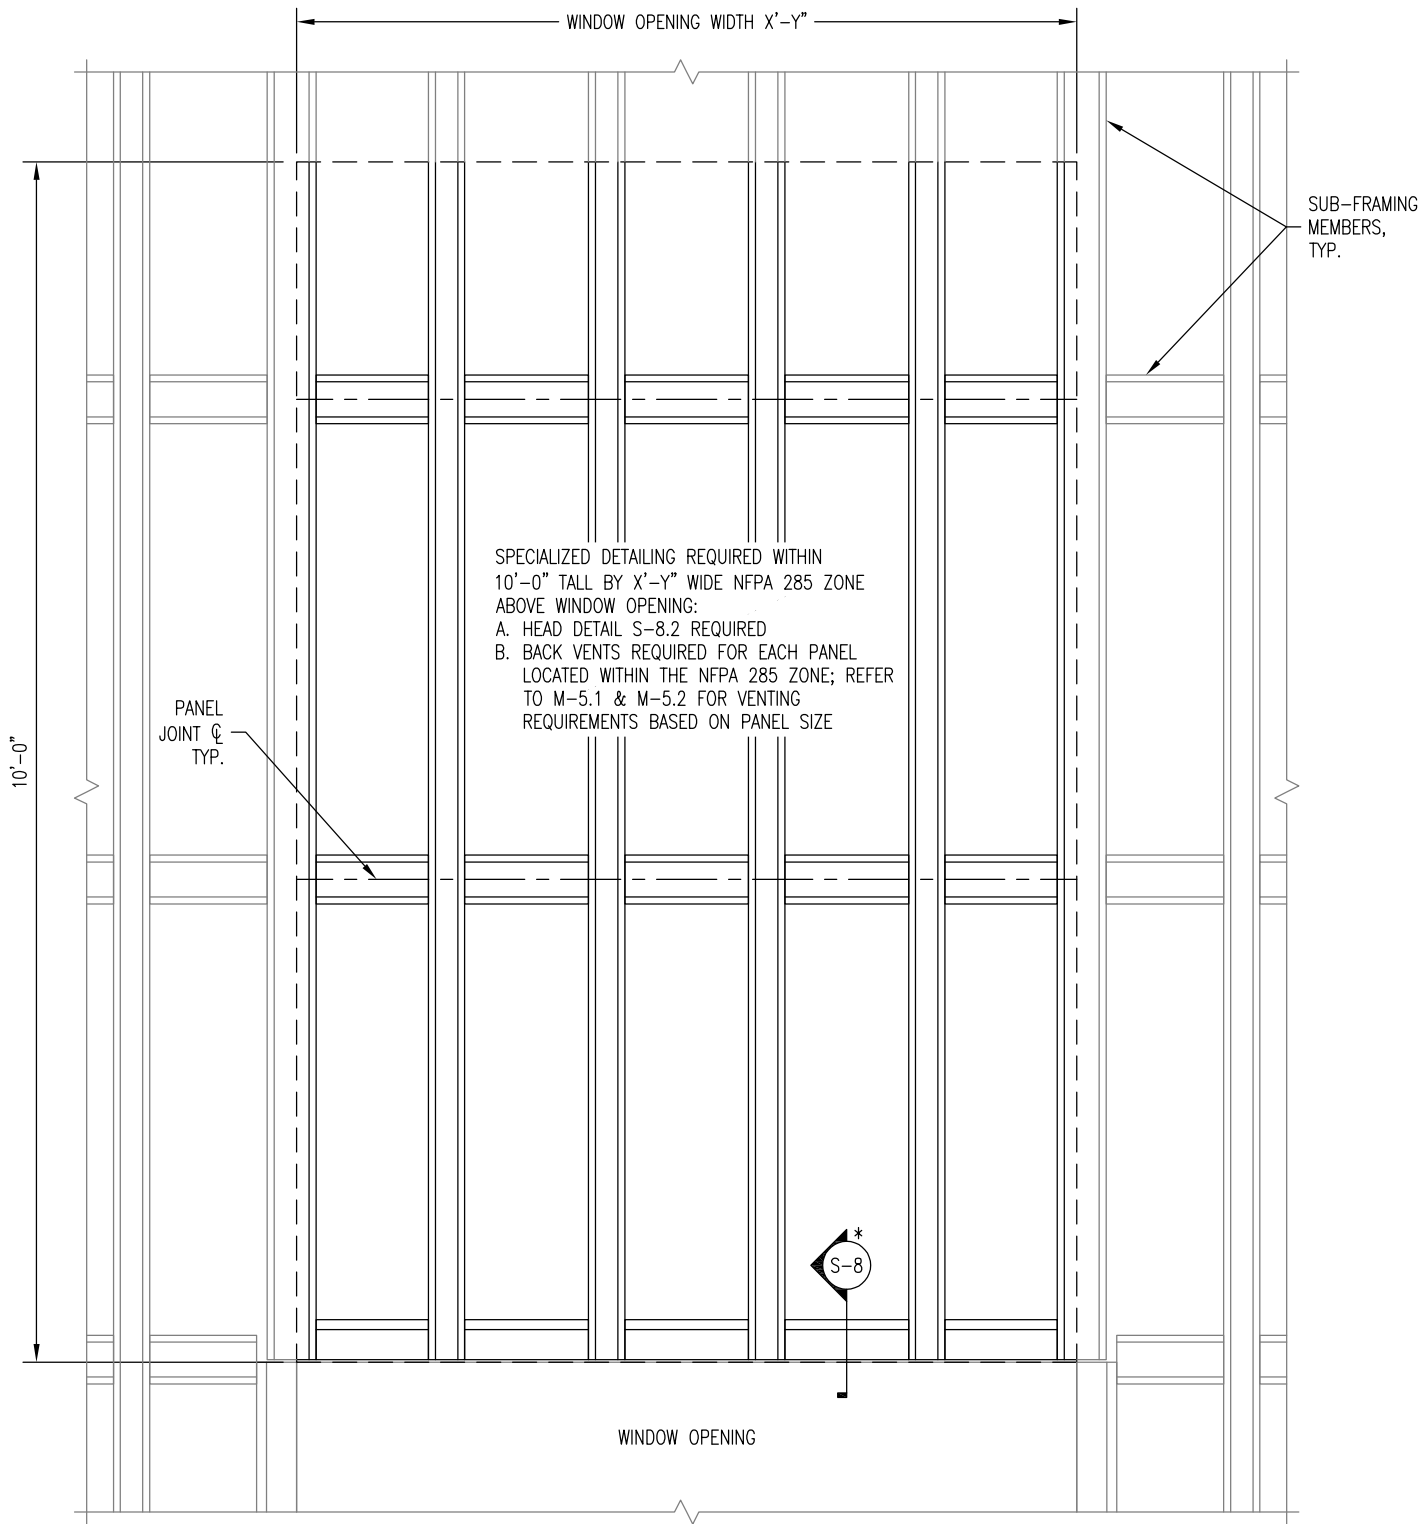 WINDOW OPENING WIDTH X'-Y"
SUB-FRAMING
MEMBERS,
TYP.
SPECIALIZED DETAILING REQUIRED WITHIN
10'-0" TALL BY X'-Y" WIDE NFPA 285 ZONE
ABOVE WINDOW OPENING:
A. HEAD DETAIL S-8.2 REQUIRED
B. BACK VENTS REQUIRED FOR EACH PANEL
LOCATED WITHIN THE NFPA 285 ZONE; REFER
TO M-5.1 & M-5.2 FOR VENTING
REQUIREMENTS BASED ON PANEL SIZE
PANEL
JOINT ℄
TYP.
10'-0"
*
S-8
WINDOW OPENING